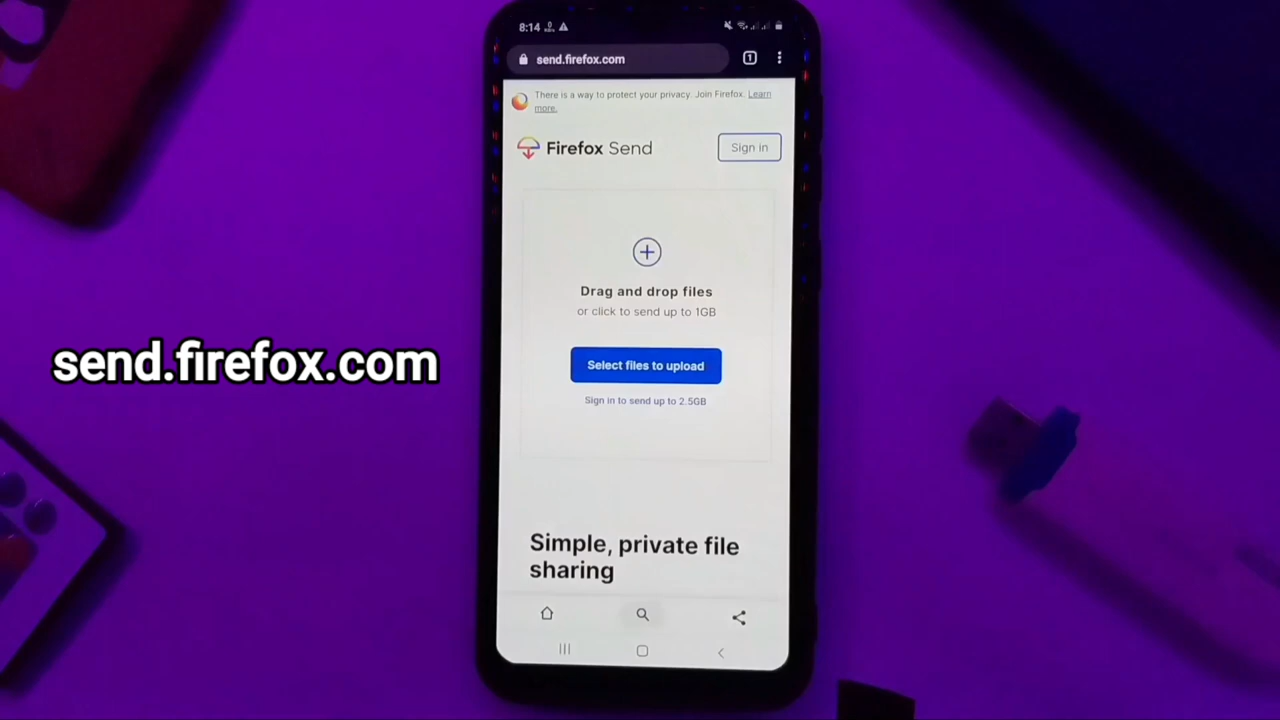 8:14
send.firefox.com
1
There is a way to protect your privacy. Join Firefox. Learn
more.
Firefox Send
Sign in
Drag and drop files
or click to send up to 1GB
Select files to upload
Sign in to send up to 2.5GB
send.firefox.com
Simple, private file
sharing